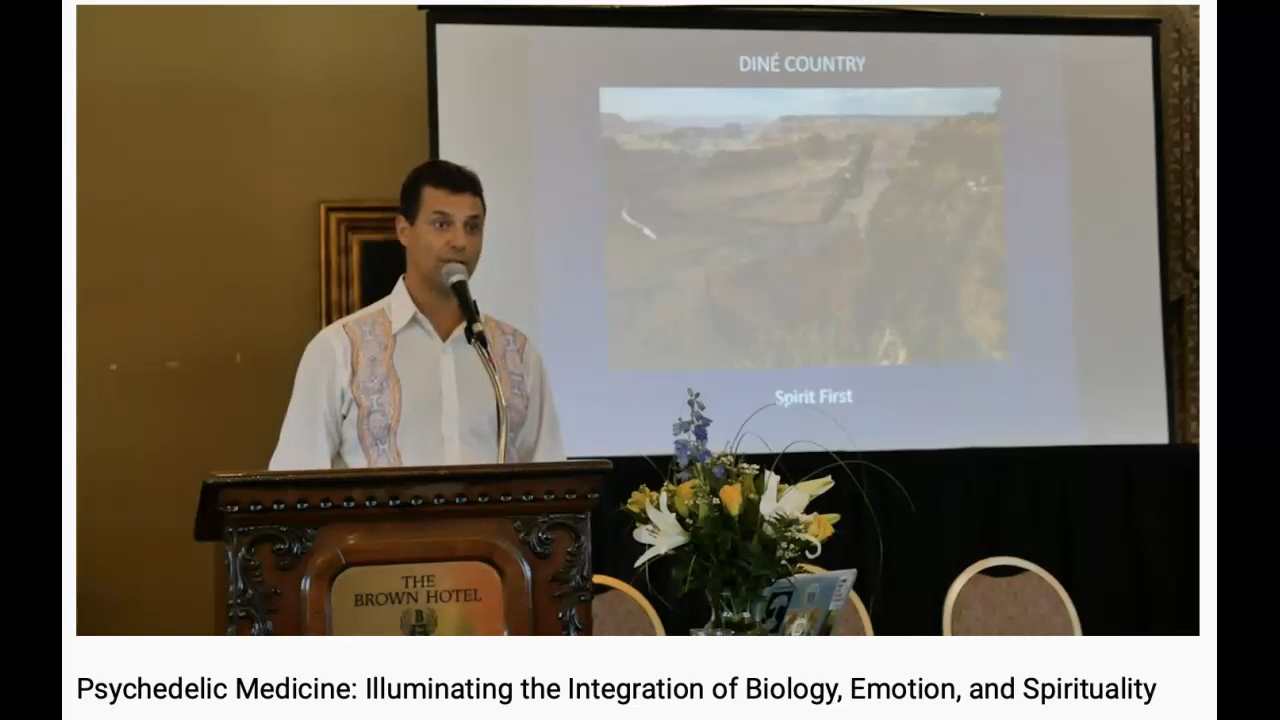 DINÉ COUNTRY
Spirit First
THE
BROWN HOTEL
B
Psychedelic Medicine: Illuminating the Integration of Biology, Emotion, and Spirituality